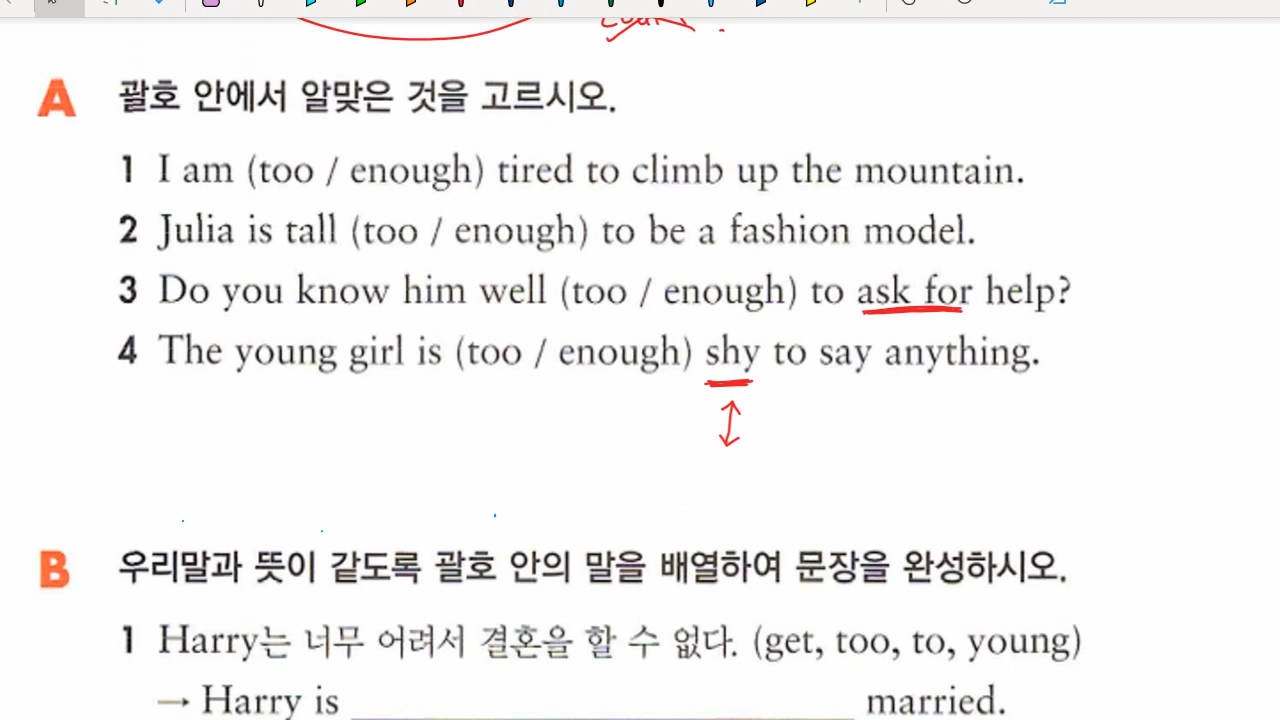 A 괄호 안에서 알맞은 것을 고르시오.
1 I am (too / enough) tired to climb up the mountain.
2 Julia is tall (too / enough) to be a fashion model.
3 Do you know him well (too / enough) to ask for help?
4 The young girl is (too / enough) shy to say anything.
B 우리말과 뜻이 같도록 괄호 안의 말을 배열하여 문장을 완성하시오.
1 Harry는 너무 어려서 결혼을 할 수 없다. (get, too, to, young)
→ Harry is ________________ married.